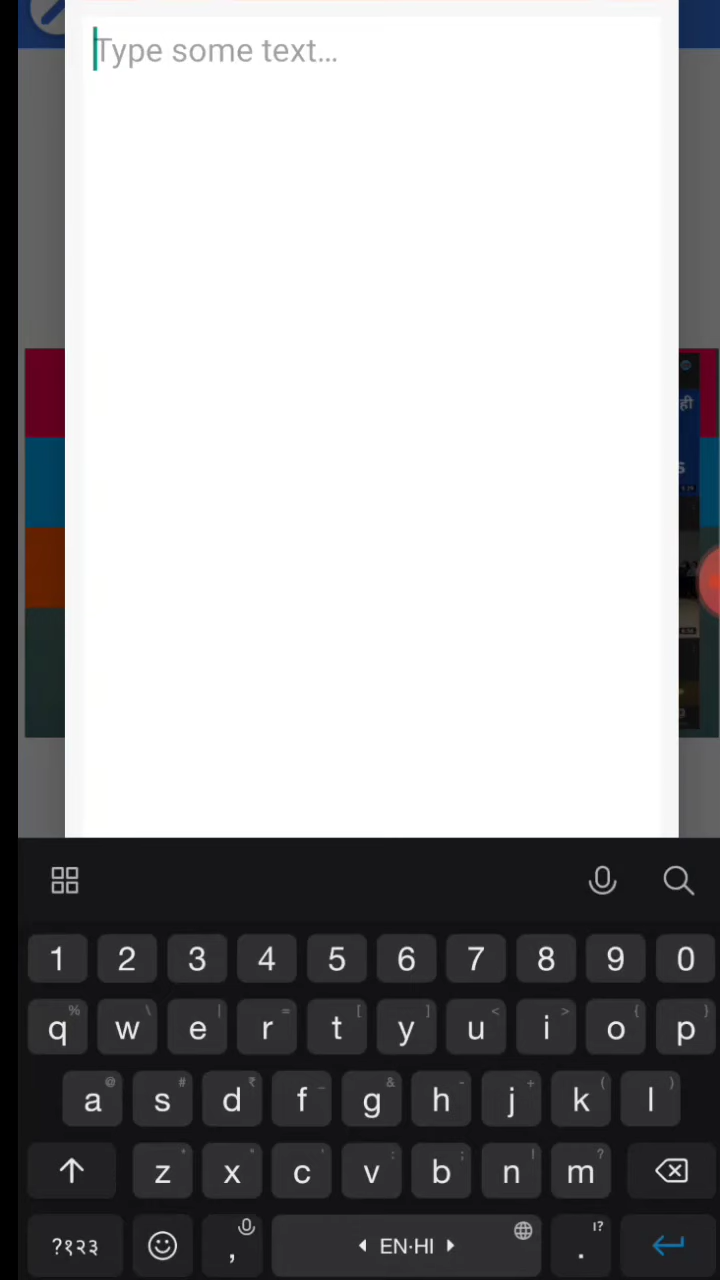 Type some text...
ही
S
1 2 3 4 5 6 7 8 9 0
% \ | = [ ] < > { }
q w e r t y u i o p
@ # ₹ _ & - + ( )
a s d f g h j k l
* " ' : ; ! ?
z x c v b n m
?१२३ , EN·HI . !?